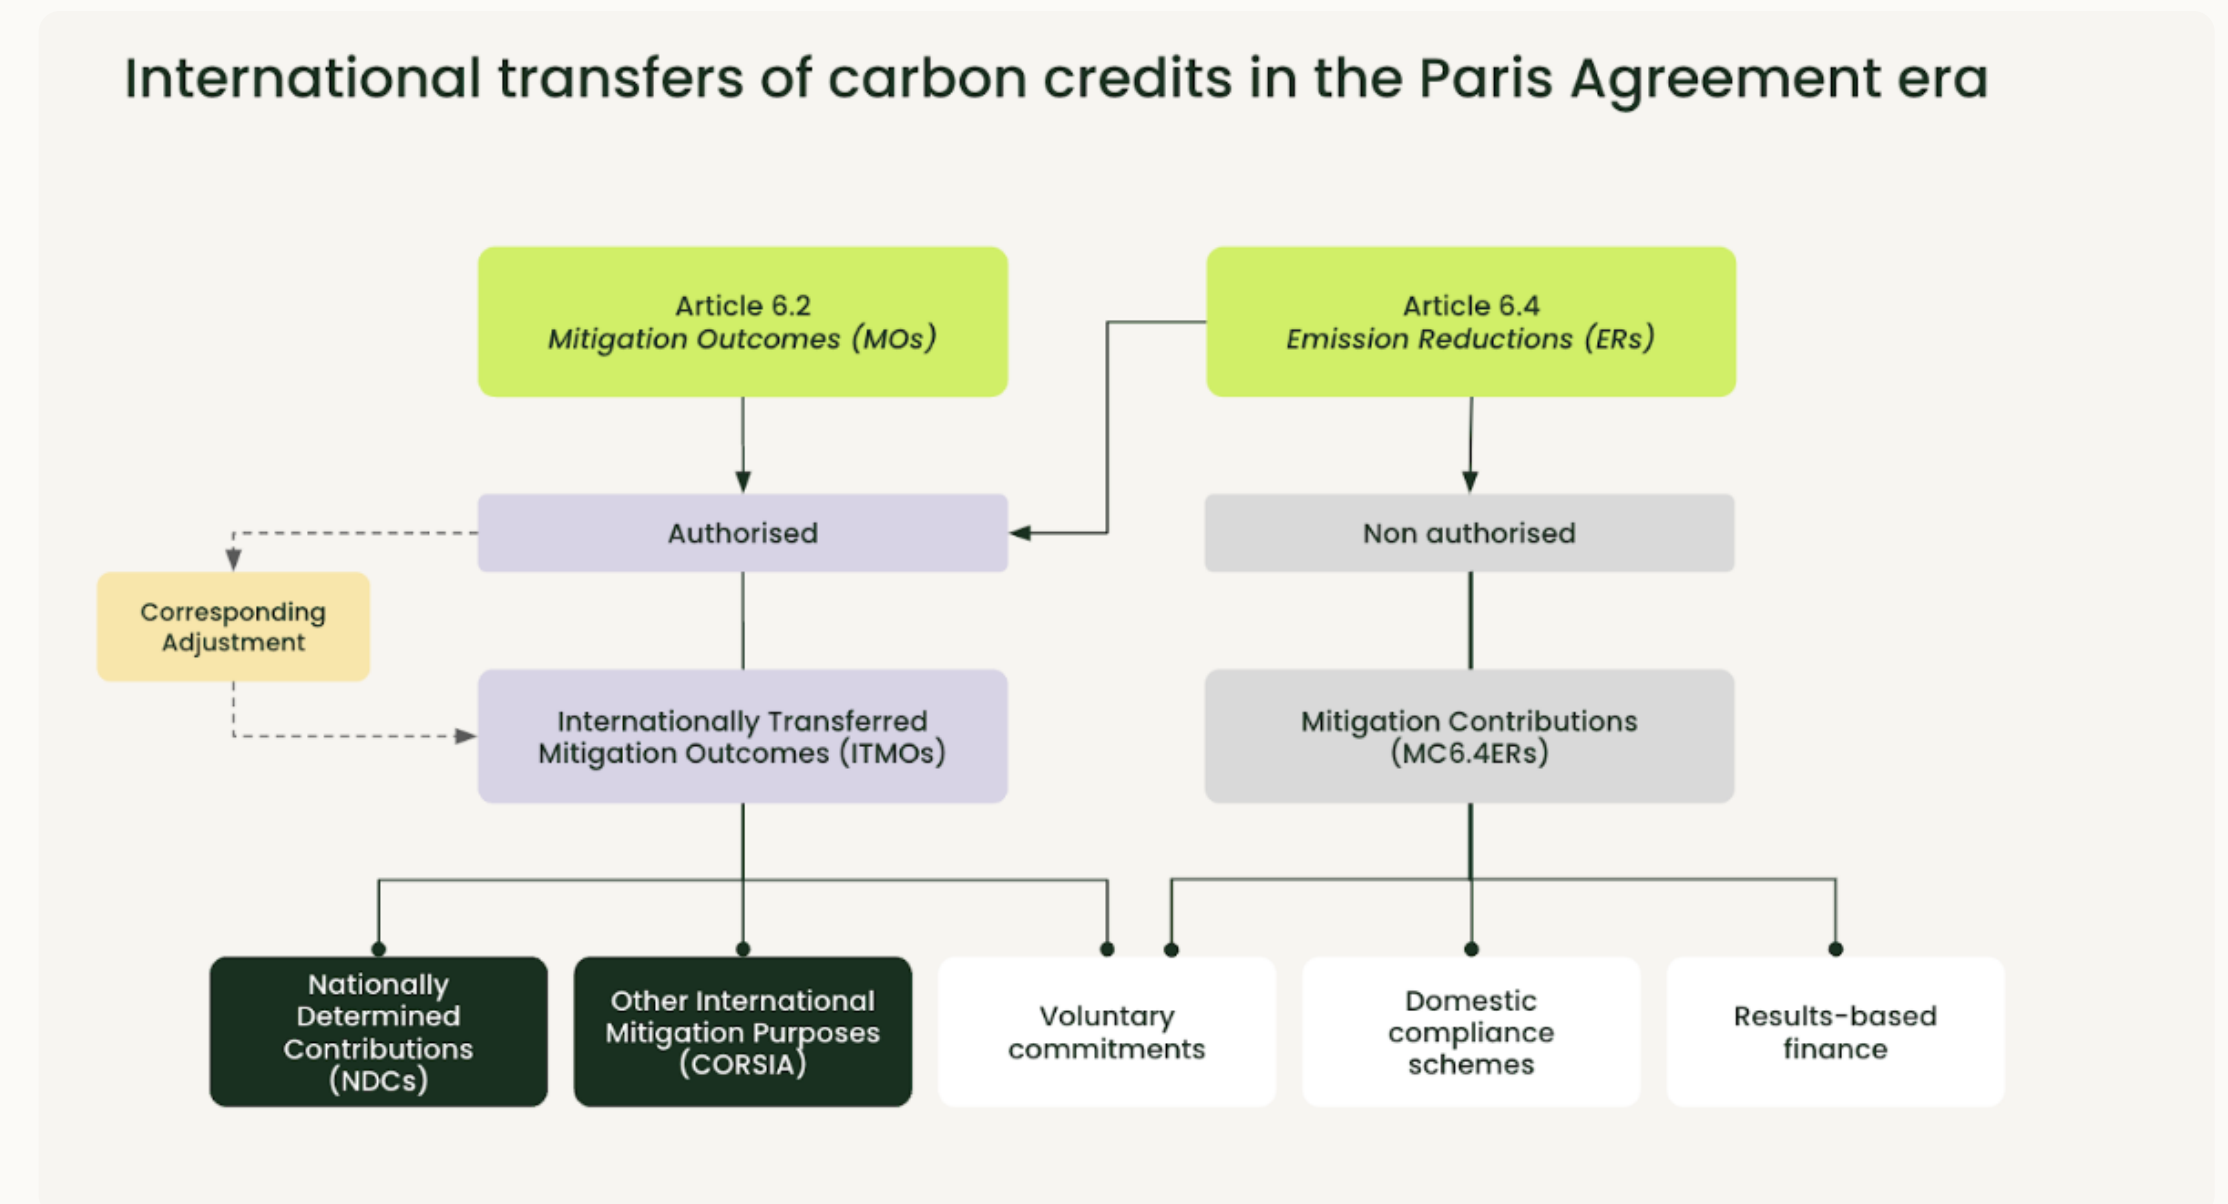 International transfers of carbon credits in the Paris Agreement era
Article 6.2
Mitigation Outcomes (MOs)
Article 6.4
Emission Reductions (ERs)
Authorised
Non authorised
Corresponding
Adjustment
Internationally Transferred
Mitigation Outcomes (ITMOs)
Mitigation Contributions
(MC6.4ERs)
Nationally
Determined
Contributions
(NDCs)
Other International
Mitigation Purposes
(CORSIA)
Voluntary
commitments
Domestic
compliance
schemes
Results-based
finance